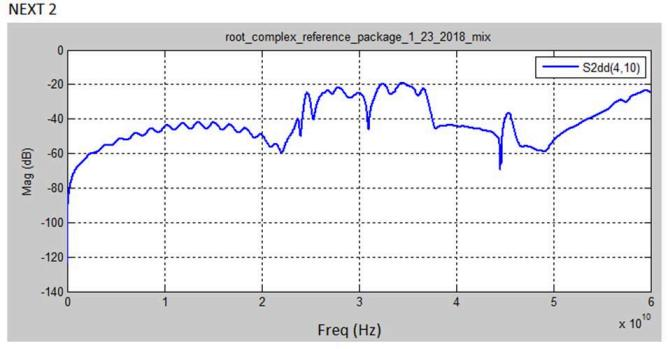 NEXT 2
root_complex_reference_package_1_23_2018_mix
S2dd(4,10)
Mag (dB)
0
-20
-40
-60
-80
-100
-120
-140
0
1
2
3
4
5
6
x 10^10
Freq (Hz)